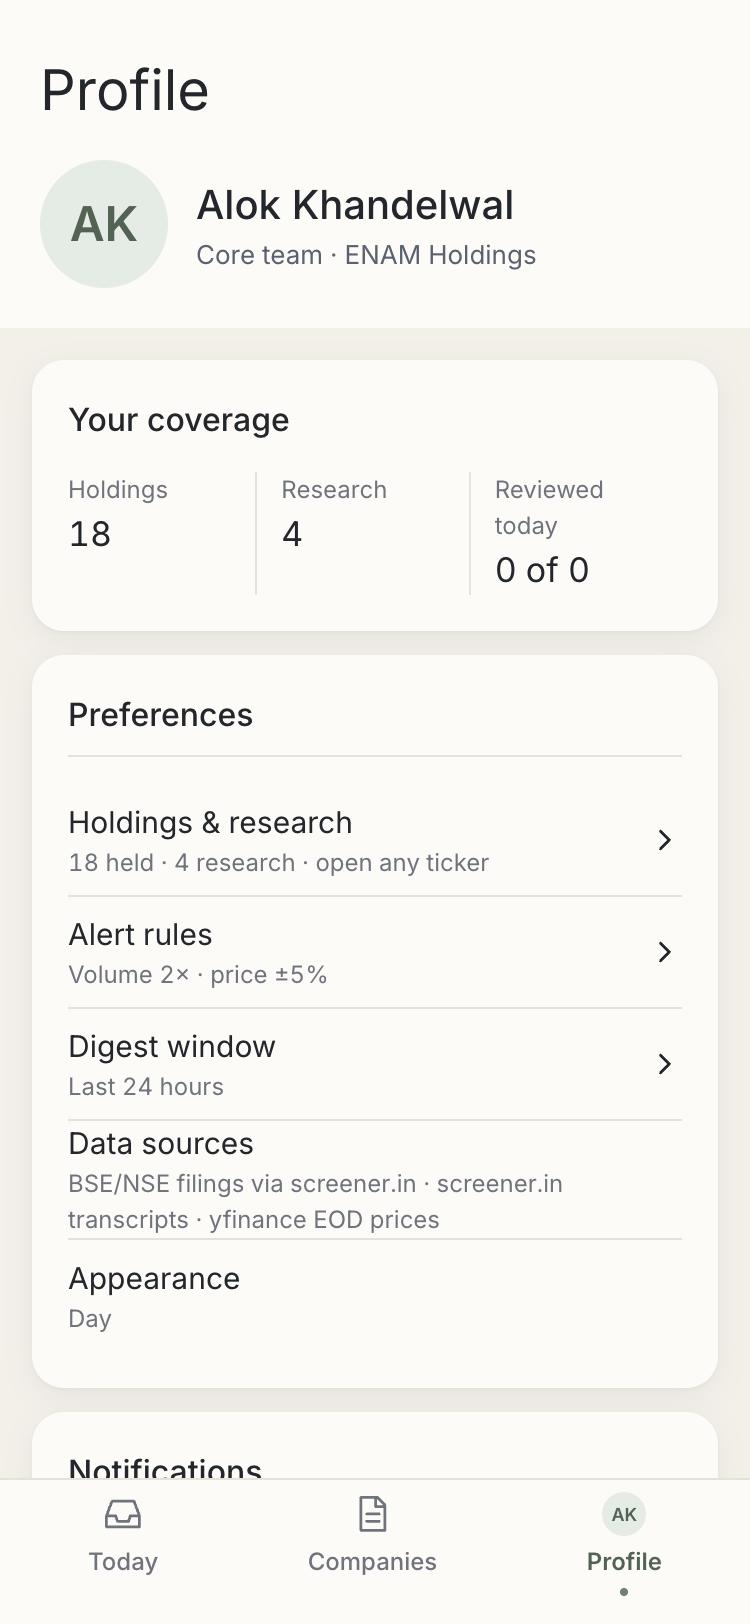 Profile
AK
Alok Khandelwal
Core team · ENAM Holdings
Your coverage
Holdings
18
Research
4
Reviewed
today
0 of 0
Preferences
Holdings & research
18 held · 4 research · open any ticker
Alert rules
Volume 2× · price ±5%
Digest window
Last 24 hours
Data sources
BSE/NSE filings via screener.in · screener.in
transcripts · yfinance EOD prices
Appearance
Day
Notifications
AK
Today
Companies
Profile